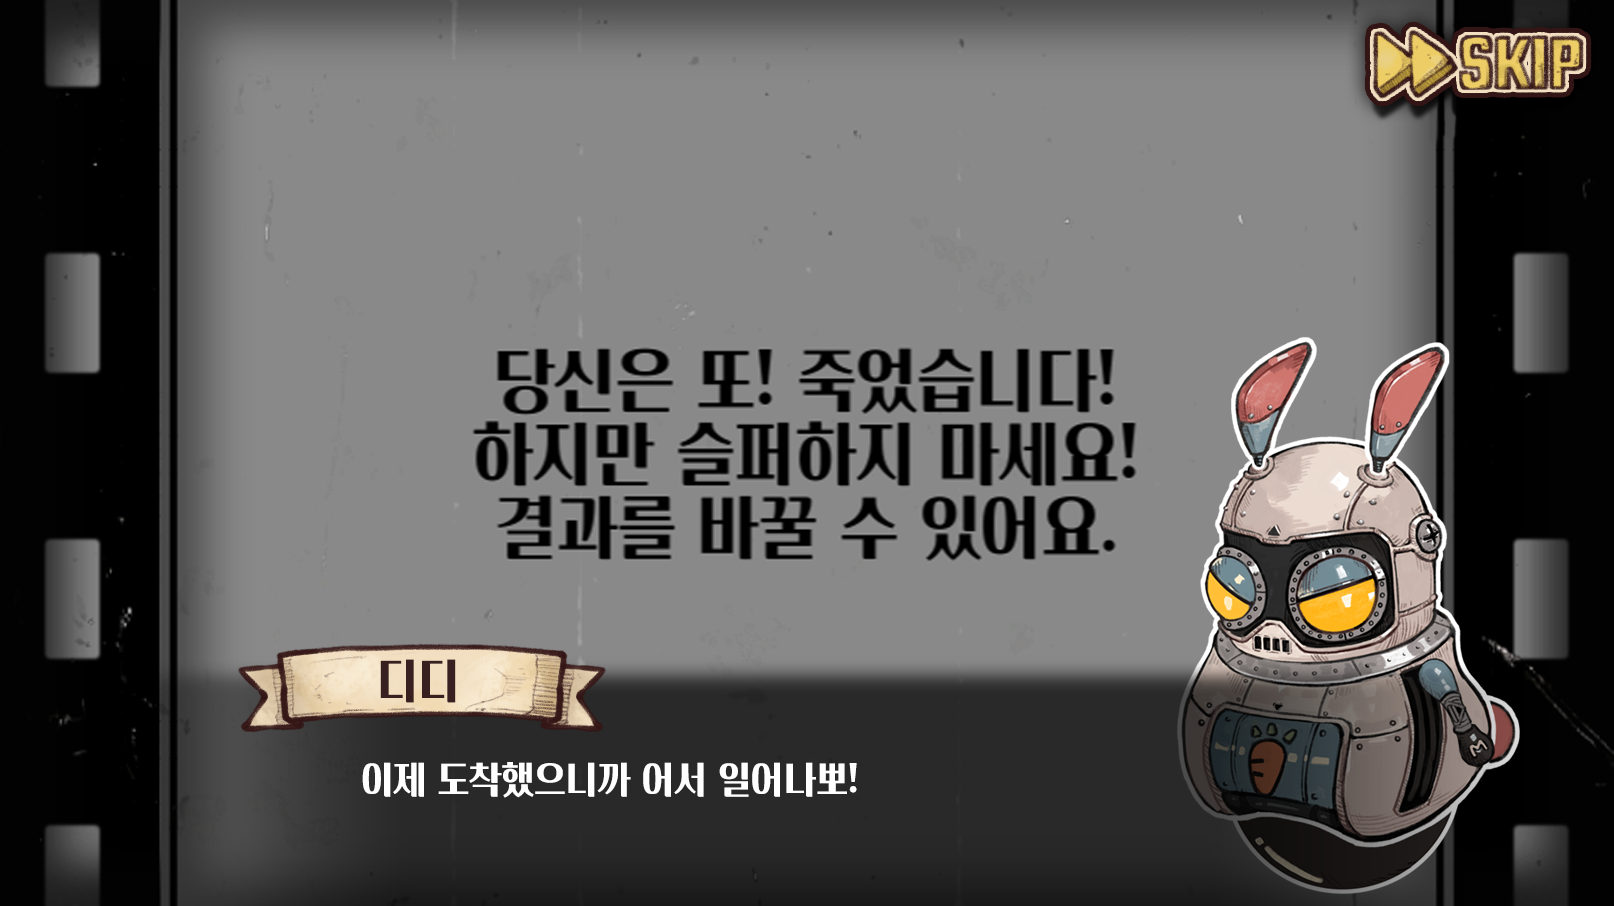 SKIP
당신은 또! 죽었습니다!
하지만 슬퍼하지 마세요!
결과를 바꿀 수 있어요.
디디
이제 도착했으니까 어서 일어나뽀!
M